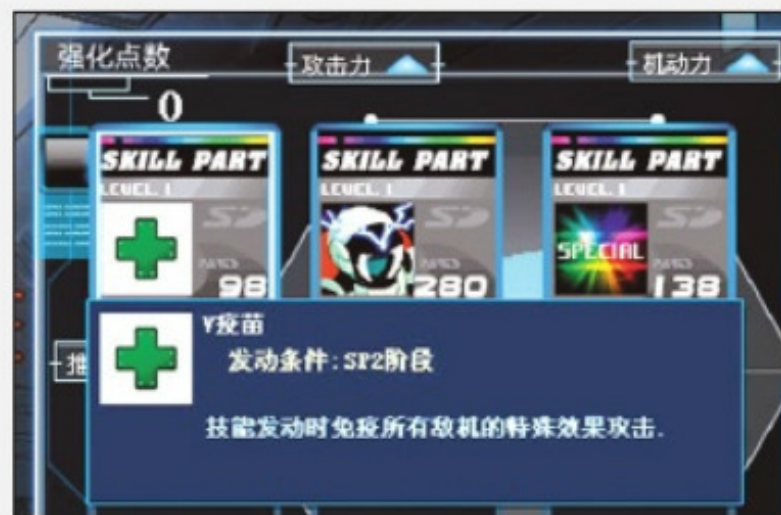 强化点数
攻击力
机动力
0
SKILL PART
SKILL PART
SKILL PART
LEVEL. 1
LEVEL. 1
LEVEL. 1
SPECIAL
98
280
138
推
Y疫苗
发动条件:SP2阶段
技能发动时免疫所有敌机的特殊效果攻击.